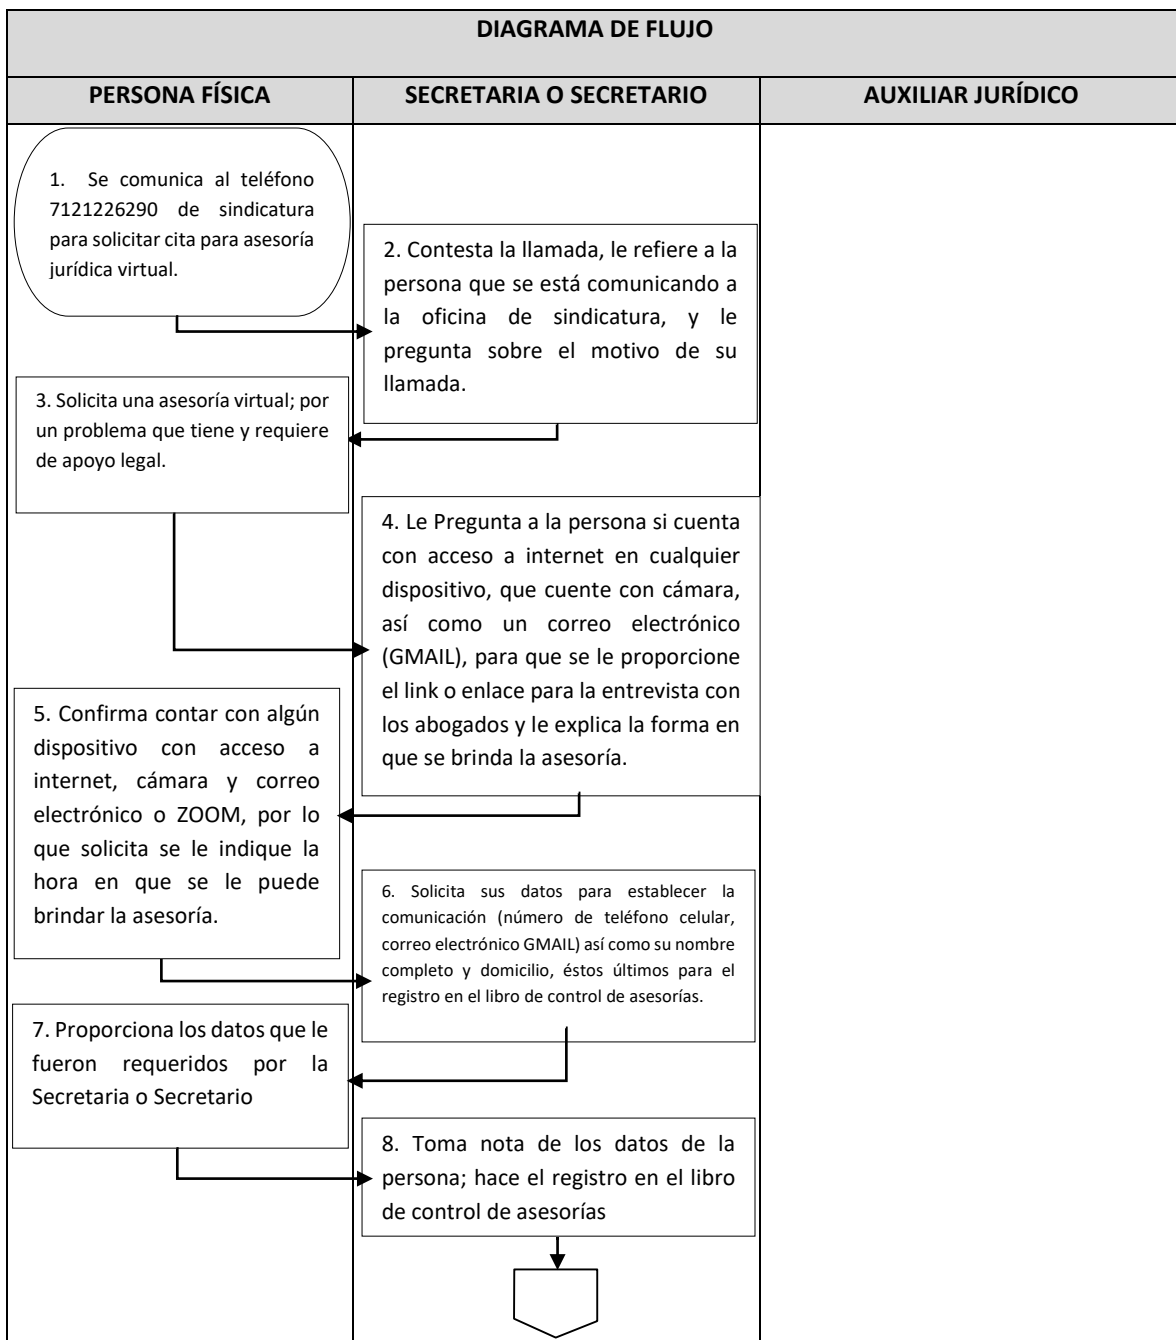 DIAGRAMA DE FLUJO
PERSONA FÍSICA
SECRETARIA O SECRETARIO
AUXILIAR JURÍDICO
1. Se comunica al teléfono
7121226290 de sindicatura
para solicitar cita para asesoría
jurídica virtual.
2. Contesta la llamada, le refiere a la
persona que se está comunicando a
la oficina de sindicatura, y le
pregunta sobre el motivo de su
llamada.
3. Solicita una asesoría virtual; por
un problema que tiene y requiere
de apoyo legal.
4. Le Pregunta a la persona si cuenta
con acceso a internet en cualquier
dispositivo, que cuente con cámara,
así como un correo electrónico
(GMAIL), para que se le proporcione
el link o enlace para la entrevista con
los abogados y le explica la forma en
que se brinda la asesoría.
5. Confirma contar con algún
dispositivo con acceso a
internet, cámara y correo
electrónico o ZOOM, por lo
que solicita se le indique la
hora en que se le puede
brindar la asesoría.
6. Solicita sus datos para establecer la
comunicación (número de teléfono celular,
correo electrónico GMAIL) así como su nombre
completo y domicilio, éstos últimos para el
registro en el libro de control de asesorías.
7. Proporciona los datos que le
fueron requeridos por la
Secretaria o Secretario
8. Toma nota de los datos de la
persona; hace el registro en el libro
de control de asesorías